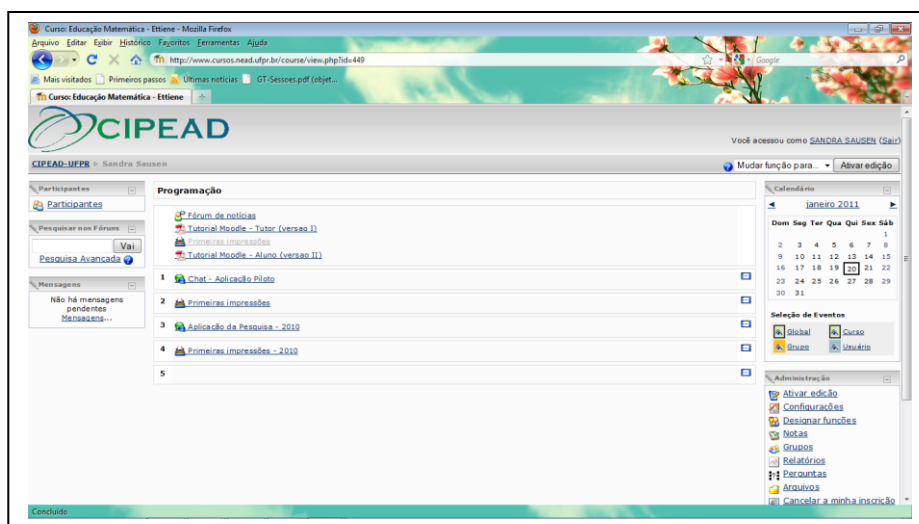 Curso: Educação Matemática - Ettiene - Mozilla Firefox
Arquivo Editar Exibir Histórico Favoritos Ferramentas Ajuda
http://www.cursos.nead.ufpr.br/course/view.php?id=449
Google
Mais visitados Primeiros passos Últimas notícias GT-Sessoes.pdf (objet...
Curso: Educação Matemática - Ettiene
CIPEAD
Você acessou como SANDRA SAUSEN (Sair)
CIPEAD-UFPR ► Sandra Sausen
Mudar função para... Ativar edição
Participantes
Participantes
Pesquisar nos Fóruns
Vai
Pesquisa Avançada
Mensagens
Não há mensagens
pendentes
Mensagens...
Programação
Fórum de notícias
Tutorial Moodle - Tutor (versao I)
Primeiras impressões
Tutorial Moodle - Aluno (versao II)
1 Chat - Aplicação Piloto
2 Primeiras impressões
3 Aplicação da Pesquisa - 2010
4 Primeiras impressões - 2010
5
Calendário
janeiro 2011
Dom Seg Ter Qua Qui Sex Sáb
1
2 3 4 5 6 7 8
9 10 11 12 13 14 15
16 17 18 19 20 21 22
23 24 25 26 27 28 29
30 31
Seleção de Eventos
Global Curso
Grupo Usuário
Administração
Ativar edição
Configurações
Designar funções
Notas
Grupos
Relatórios
Perguntas
Arquivos
Cancelar a minha inscrição
Concluído